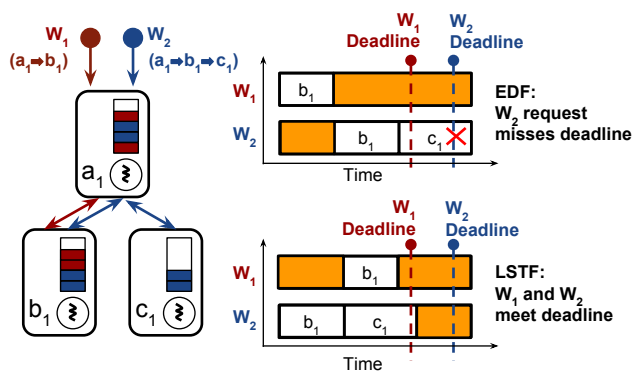 W1
W2
(a1→b1)
(a1→b1→c1)
a1
b1
c1
W1
Deadline
W2
Deadline
W1
b1
W2
b1
c1
Time
EDF:
W2 request
misses deadline
W1
Deadline
W2
Deadline
W1
b1
W2
b1
c1
Time
LSTF:
W1 and W2
meet deadline